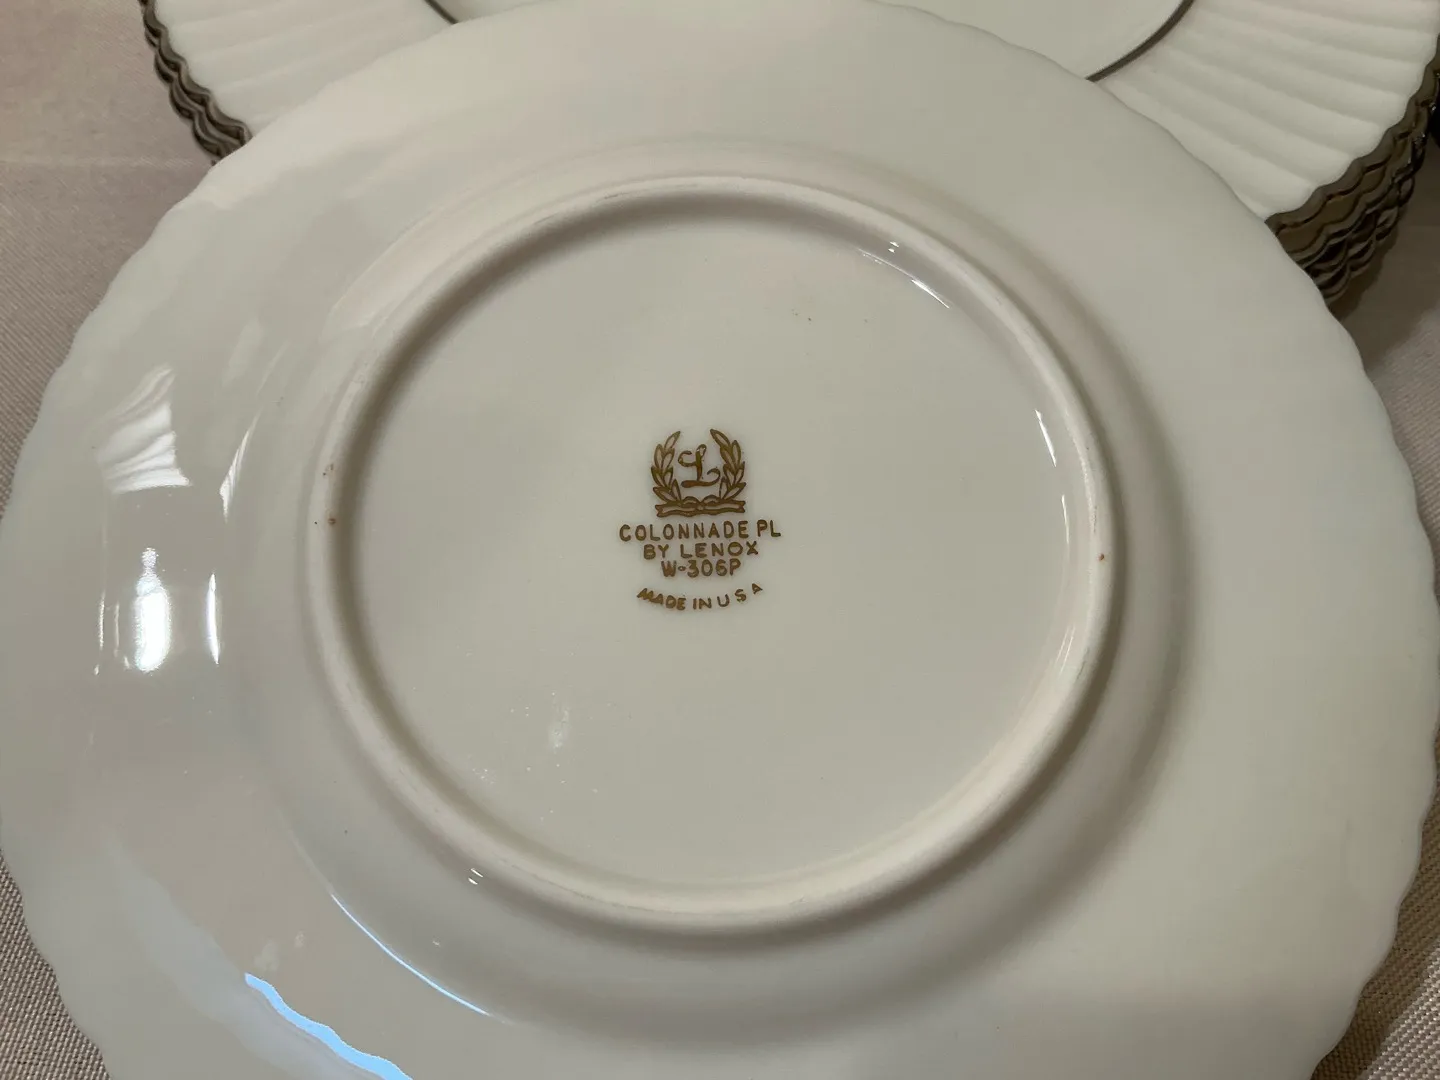 L
COLONNADE PL
BY LENOX
W-306P
MADE IN USA